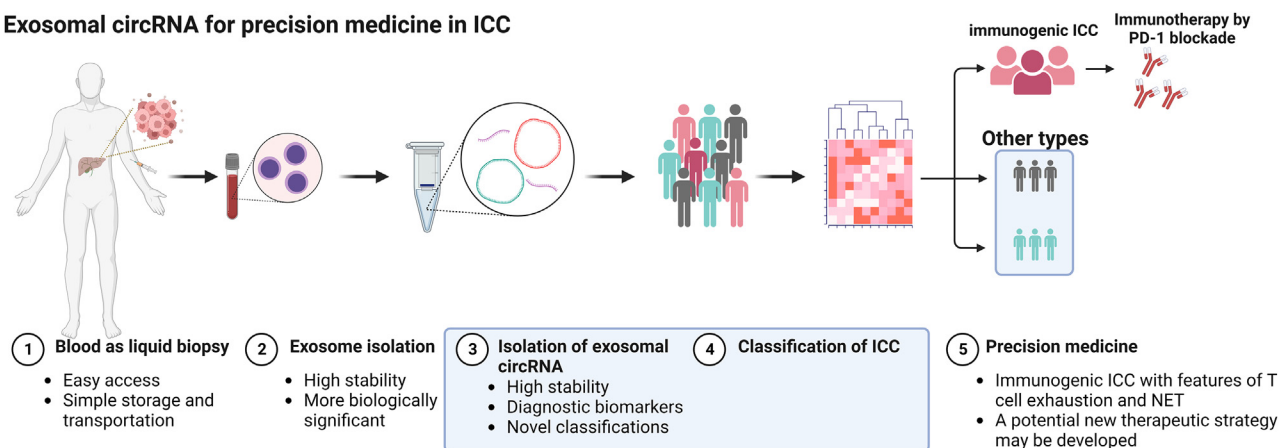 Exosomal circRNA for precision medicine in ICC
immunogenic ICC
Immunotherapy by
PD-1 blockade
Other types
1 Blood as liquid biopsy
• Easy access
• Simple storage and
transportation
2 Exosome isolation
• High stability
• More biologically
significant
3 Isolation of exosomal
circRNA
• High stability
• Diagnostic biomarkers
• Novel classifications
4 Classification of ICC
5 Precision medicine
• Immunogenic ICC with features of T
cell exhaustion and NET
• A potential new therapeutic strategy
may be developed